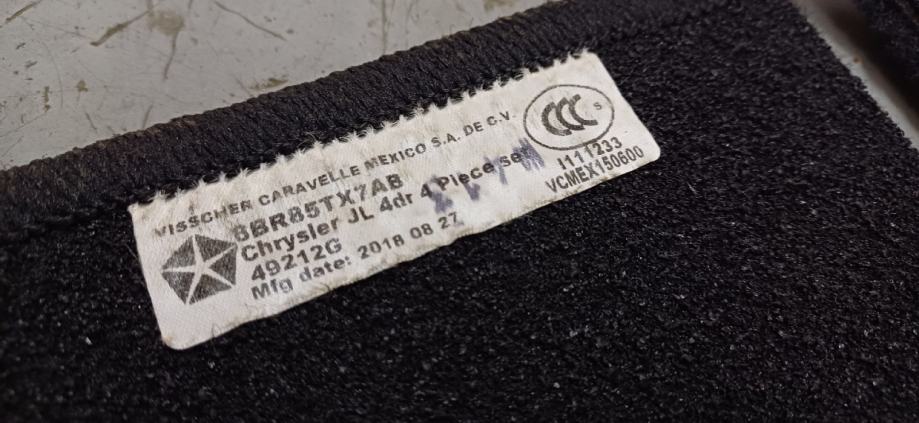 VISSCHER CARAVELLE MEXICO S.A. DE C.V.
6BR85TX7AB
Chrysler JL 4dr 4 Piece set
49212G
Mfg date: 2018 08 27
CCC S
I111233
VCMEX150600